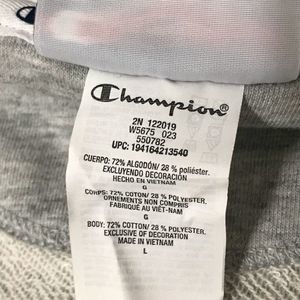 Champion®
2N 122019
W5675 023
550782
UPC: 194164213540
CUERPO: 72% ALGODÓN/ 28 % poliéster.
EXCLUYENDO DECORACIÓN
HECHO EN VIETNAM
G
CORPS: 72% COTON/ 28 % POLYESTER.
ORNEMENTS NON COMPRIS
FABRIQUÉ AU VIÊT-NAM
G
BODY: 72% COTTON/ 28 % POLYESTER.
EXCLUSIVE OF DECORATION
MADE IN VIETNAM
L